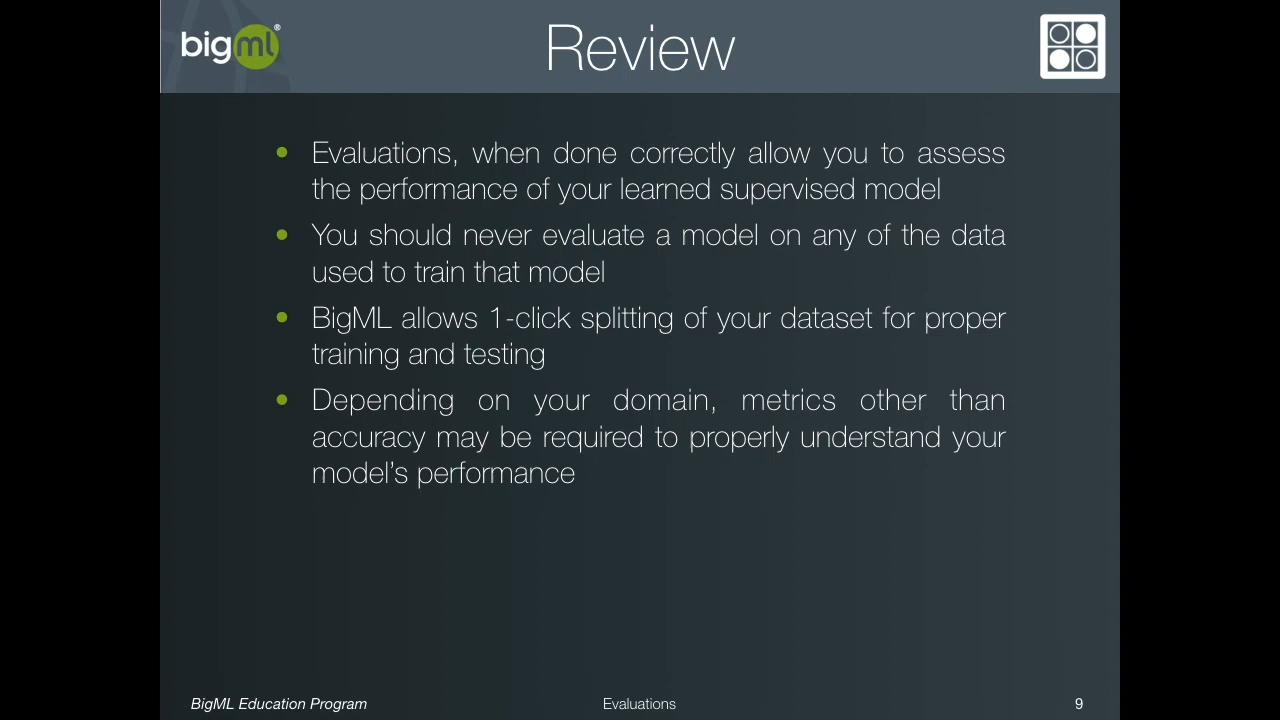 bigml®
Review
• Evaluations, when done correctly allow you to assess
the performance of your learned supervised model
• You should never evaluate a model on any of the data
used to train that model
• BigML allows 1-click splitting of your dataset for proper
training and testing
• Depending on your domain, metrics other than
accuracy may be required to properly understand your
model’s performance
BigML Education Program
Evaluations
9